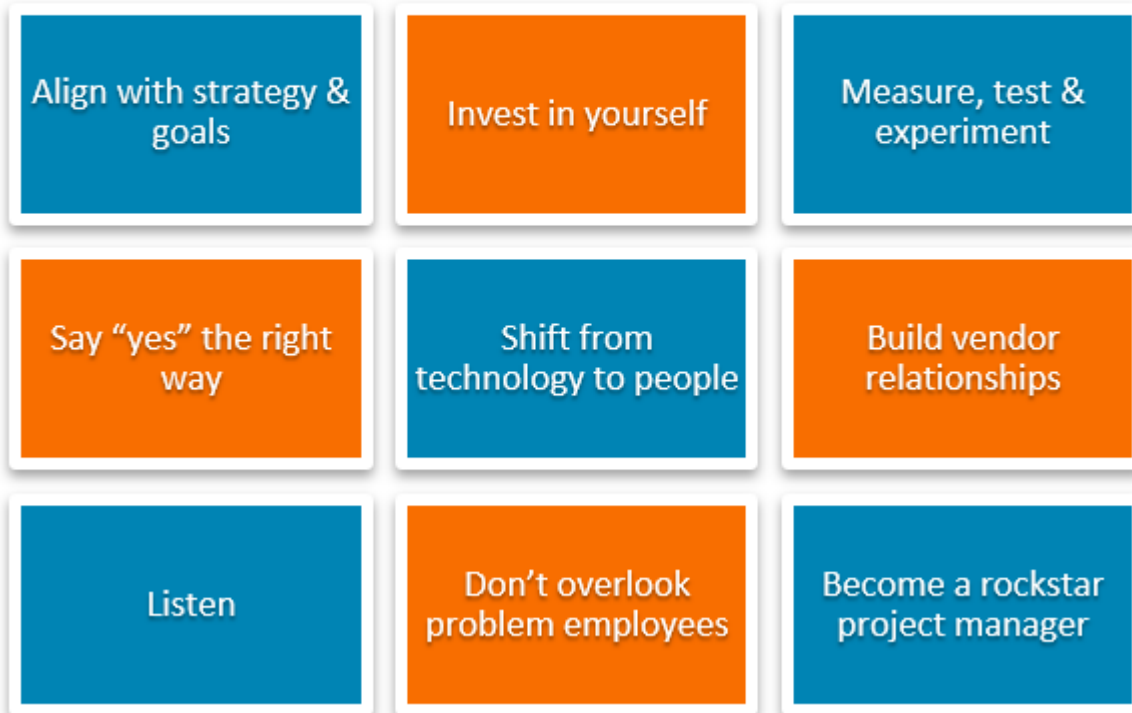 Align with strategy &
goals
Invest in yourself
Measure, test &
experiment
Say “yes” the right
way
Shift from
technology to people
Build vendor
relationships
Listen
Don’t overlook
problem employees
Become a rockstar
project manager